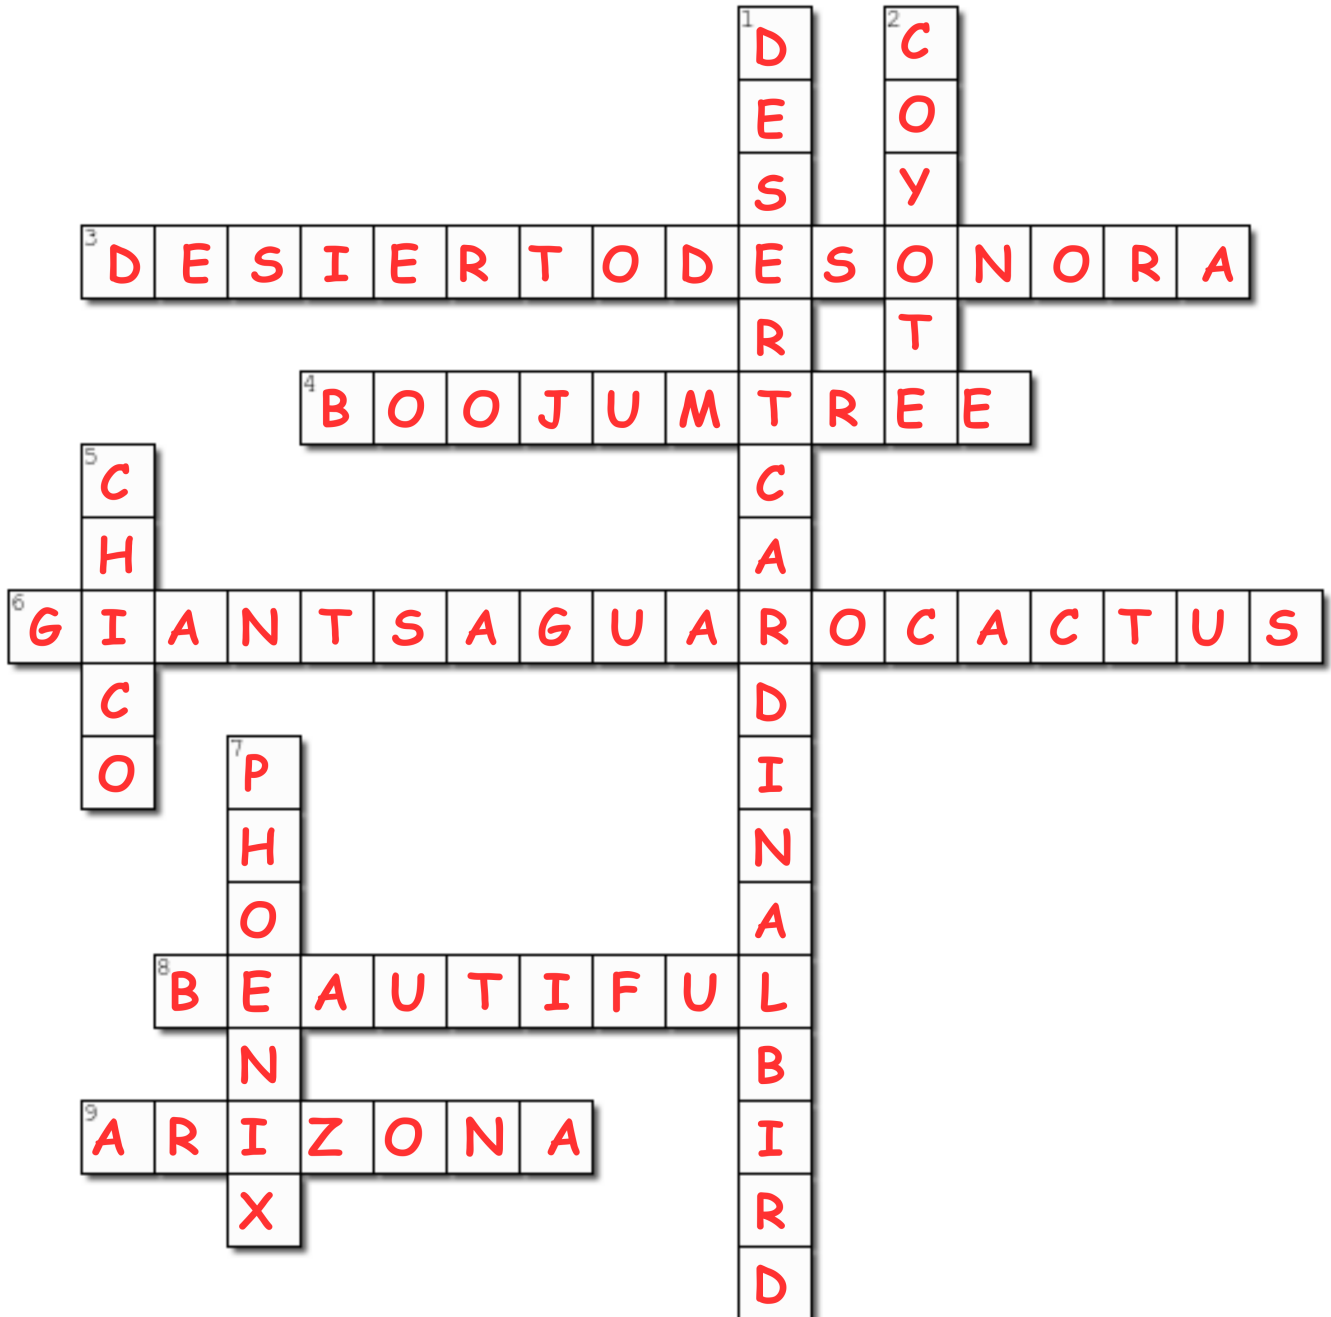 1 DESERTCARDINALBIRD
2 COYOTE
3 DESIERTODESONORA
4 BOOJUMTREE
5 CHICO
6 GIANTSAGUAROCACTUS
7 PHOENIX
8 BEAUTIFUL
9 ARIZONA